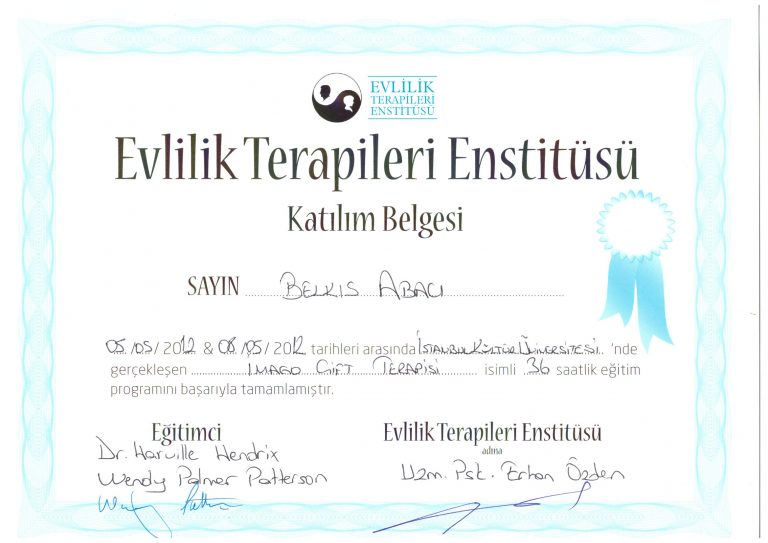 EVLİLİK
TERAPİLERİ
ENSTİTÜSÜ
Evlilik Terapileri Enstitüsü
Katılım Belgesi
SAYIN BELKIS ABACI
05/05/2012 & 08/05/2012 tarihleri arasında İSTANBUL KÜLTÜR ÜNİVERSİTESİ 'nde
gerçekleşen IMAGO ÇİFT TERAPİSİ isimli 36 saatlik eğitim
programını başarıyla tamamlamıştır.
Eğitimci
Dr. Harville Hendrix
Wendy Palmer Patterson
Evlilik Terapileri Enstitüsü
adına
Uzm. Psk. Erhan Özden